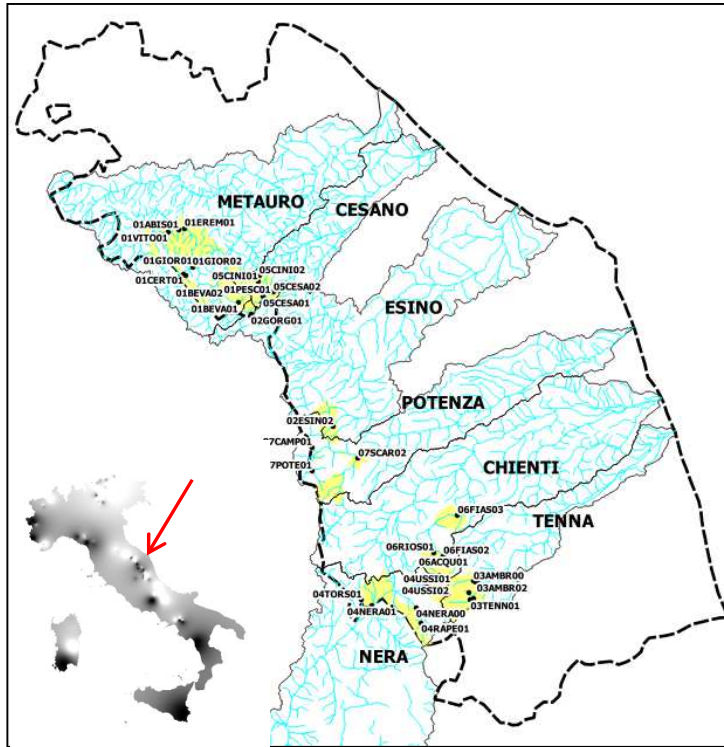 METAURO
CESANO
01ABIS01
01EREM01
01VITO01
01GIOR01
01GIOR02
05CINI01
05CINI02
01CERT01
01PESC01
05CESA02
01BEVA02
05CESA01
01BEVA01
02GORG01
ESINO
POTENZA
02ESIN02
7CAMP01
07SCAR02
7POTE01
CHIENTI
06FIAS03
TENNA
06RIOS01
06FIAS02
06ACQU01
04USSI01
03AMBR00
04TORS01
04USSI02
03AMBR02
04NERA01
04NERA00
03TENN01
04RAPE01
NERA